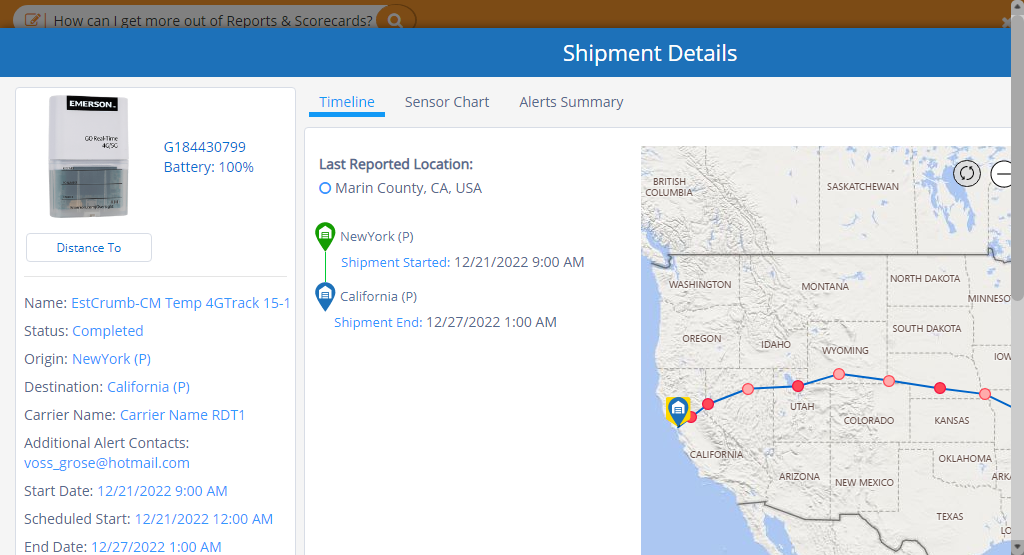 How can I get more out of Reports & Scorecards?
Shipment Details
EMERSON
GO Real-Time
4G/5G
G184430799
Battery: 100%
Distance To
Name: EstCrumb-CM Temp 4GTrack 15-1
Status: Completed
Origin: NewYork (P)
Destination: California (P)
Carrier Name: Carrier Name RDT1
Additional Alert Contacts:
voss_grose@hotmail.com
Start Date: 12/21/2022 9:00 AM
Scheduled Start: 12/21/2022 12:00 AM
End Date: 12/27/2022 1:00 AM
Timeline
Sensor Chart
Alerts Summary
Last Reported Location:
Marin County, CA, USA
NewYork (P)
Shipment Started: 12/21/2022 9:00 AM
California (P)
Shipment End: 12/27/2022 1:00 AM
BRITISH
COLUMBIA
SASKATCHEWAN
WASHINGTON
MONTANA
NORTH DAKOTA
MINNESO
OREGON
IDAHO
SOUTH DAKOTA
WYOMING
IOW
UTAH
COLORADO
KANSAS
CALIFORNIA
OKLAHOMA
ARIZONA
NEW MEXICO
ARK
TEXAS
LO